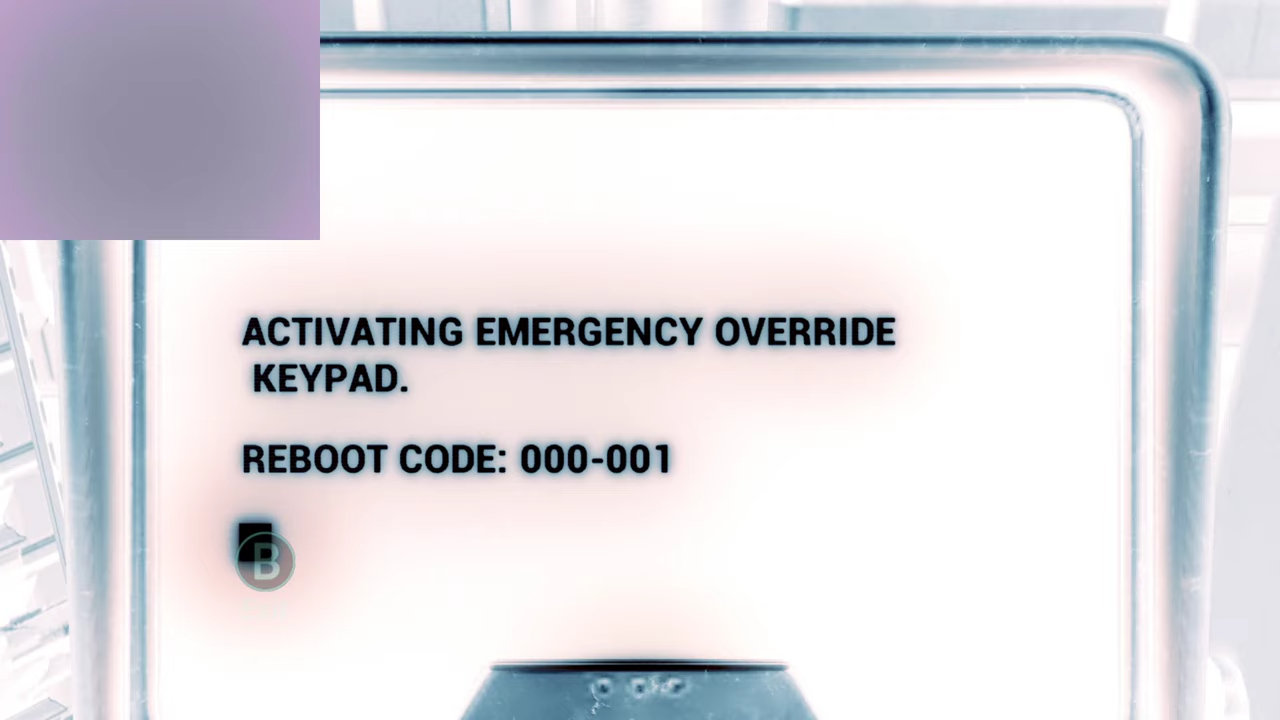 ACTIVATING EMERGENCY OVERRIDE
KEYPAD.
REBOOT CODE: 000-001
B